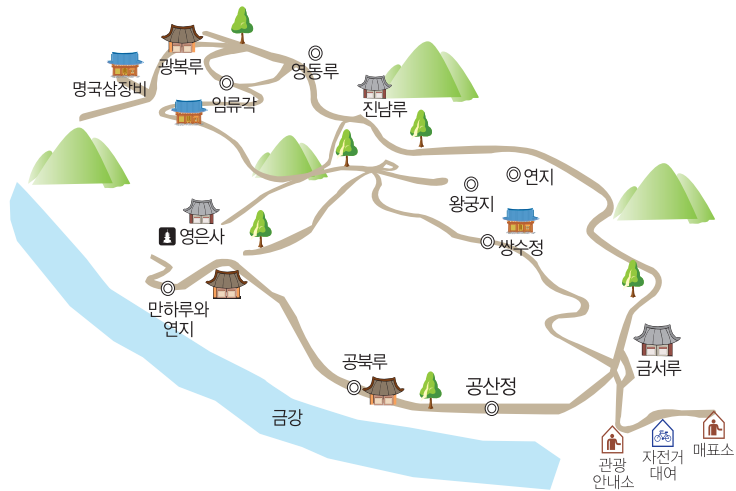 광복루
영동루
명국삼장비
임류각
진남루
연지
왕궁지
영은사
쌍수정
만하루와
연지
공북루
금서루
공산정
금강
관광
안내소
자전거
대여
매표소